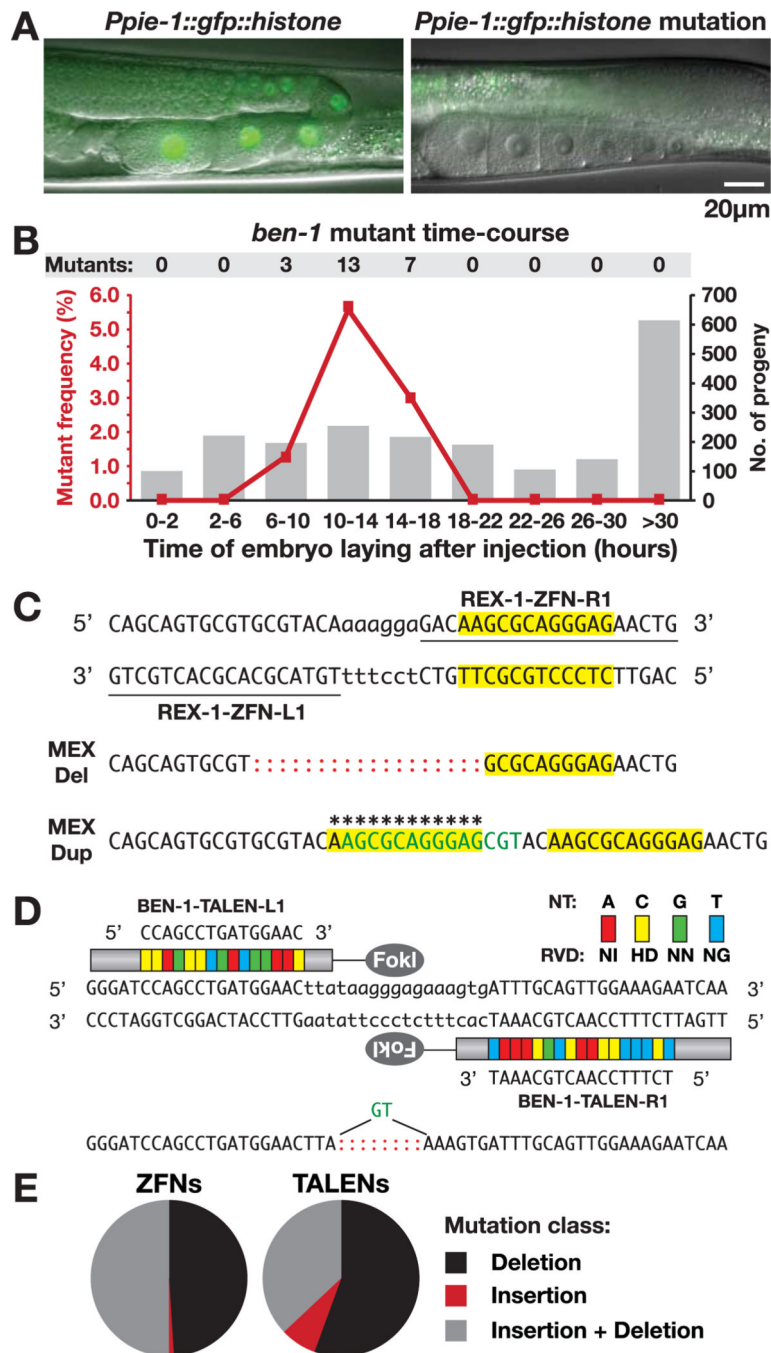 A
Ppie-1::gfp::histone
Ppie-1::gfp::histone mutation
20μm
B
ben-1 mutant time-course
Mutants: 0 0 3 13 7 0 0 0 0
Mutant frequency (%)
6.0
5.0
4.0
3.0
2.0
1.0
0.0
700
600
500
400
300
200
100
0
No. of progeny
0-2 2-6 6-10 10-14 14-18 18-22 22-26 26-30 >30
Time of embryo laying after injection (hours)
C
REX-1-ZFN-R1
5’ CAGCAGTGCGTGCGTACAaaaggaGACAAGCGCAGGGAGAACTG 3’
3’ GTCGTCACGCACGCATGTttteectCTGTTCGCGTCCCTCTTGAC 5’
REX-1-ZFN-L1
MEX
Del
CAGCAGTGCGT::::::::::::::::::GCGCAGGGAGAACTG
************
MEX
Dup
CAGCAGTGCGTGCGTACAAGCGCAGGGAGCGTACAAGCGCAGGGAGAACTG
D
BEN-1-TALEN-L1
5’ CCAGCCTGATGGAAC 3’
FokI
NT: A C G T
RVD: NI HD NN NG
5’ GGGATCCAGCCTGATGGAACttataagggagaaagtgATTTGCAGTTGGAAAGAATCAA 3’
3’ CCCTAGGTCGGACTACCTTGaatattccctctttcacTAAACGTCAACCTTTCTTAGTT 5’
FokI
3’ TAAACGTCAACCTTTCT 5’
BEN-1-TALEN-R1
GT
GGGATCCAGCCTGATGGAACTTA::::::::AAAGTGATTTGCAGTTGGAAAGAATCAA
E
ZFNs
TALENs
Mutation class:
Deletion
Insertion
Insertion + Deletion